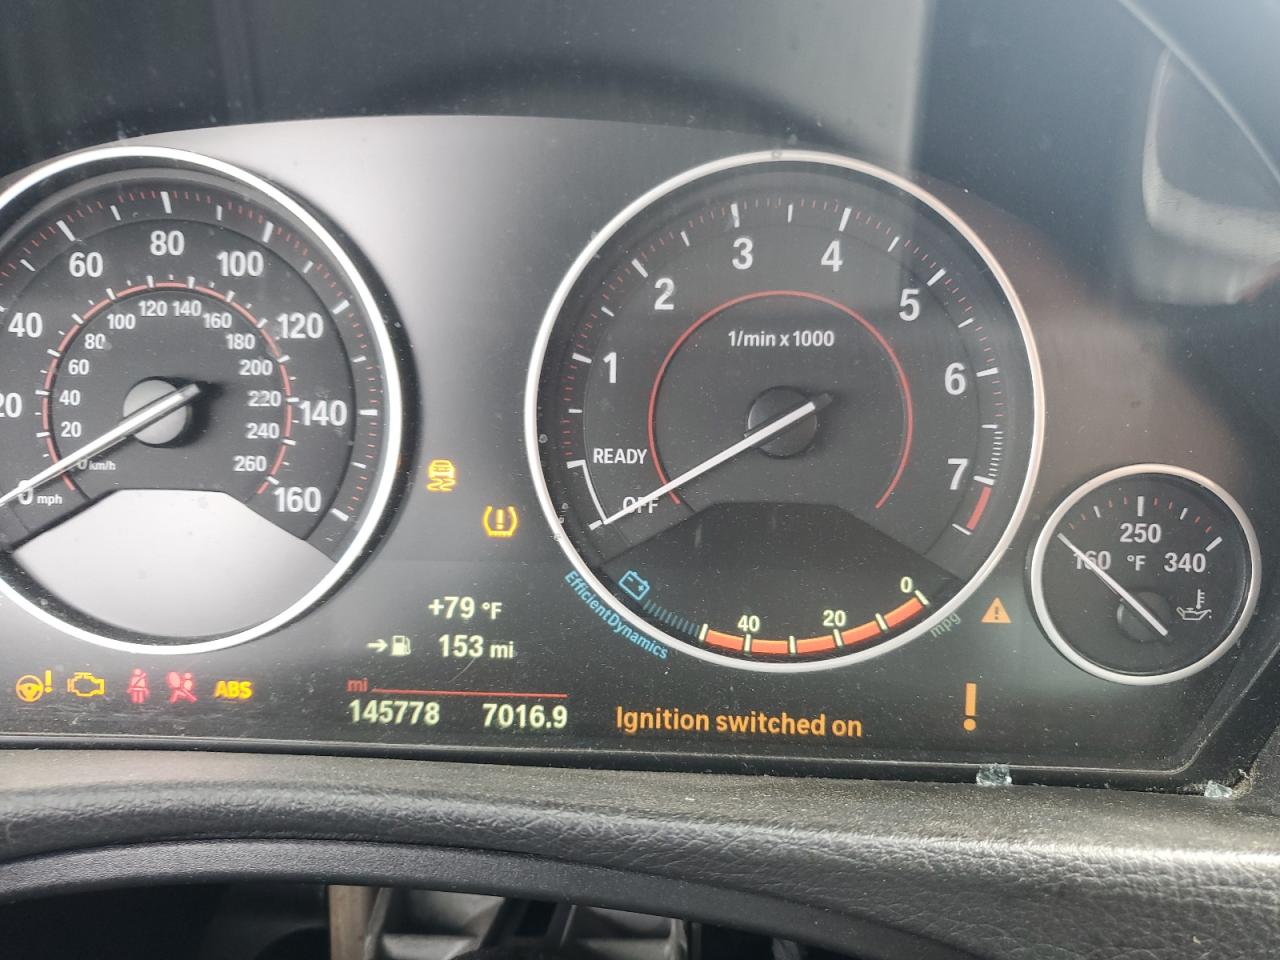 20
40
60
80
100
120
140
160
0 mph
20
40
60
80
100
120
140
160
180
200
220
240
260
0 km/h
1
2
3
4
5
6
7
1/min x 1000
READY
OFF
EfficientDynamics
40
20
0
mpg
160
250
340
°F
+79 °F
153 mi
ABS
mi
145778 7016.9
Ignition switched on